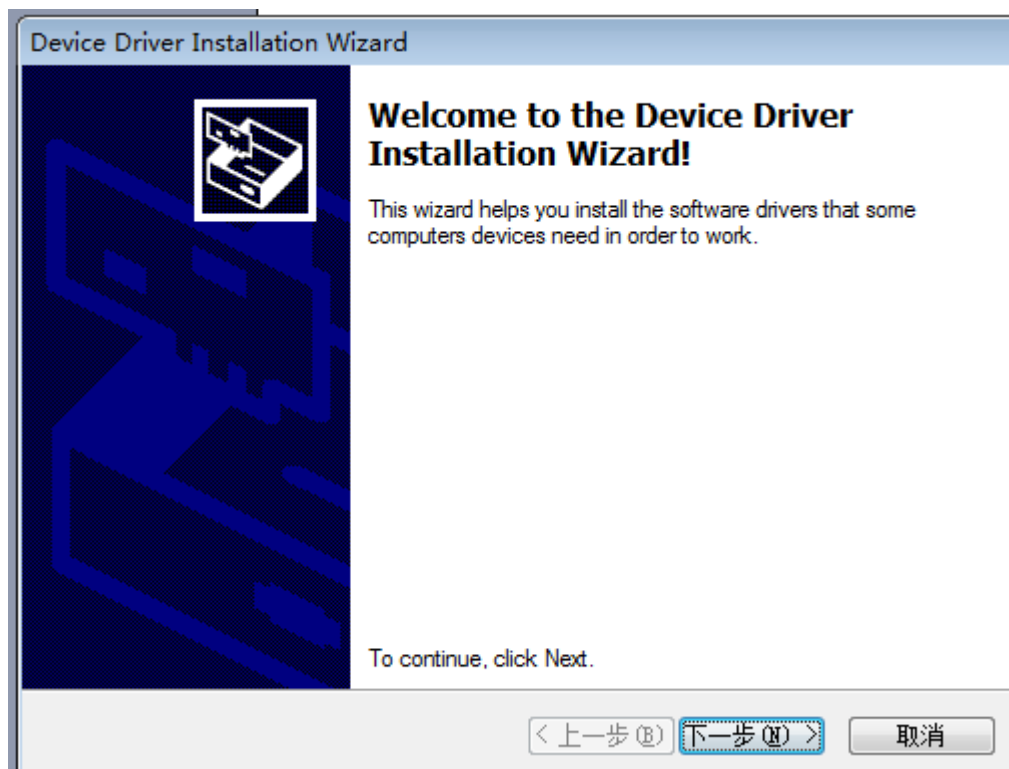 Device Driver Installation Wizard
Welcome to the Device Driver
Installation Wizard!
This wizard helps you install the software drivers that some
computers devices need in order to work.
To continue, click Next.
< 上一步(B) 下一步(N) > 取消